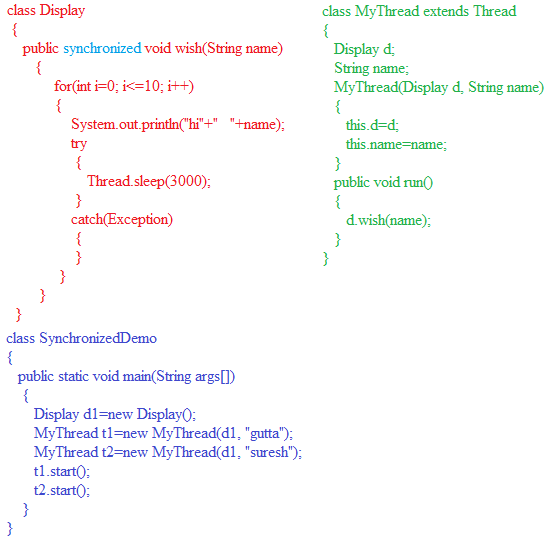 class Display
{
public synchronized void wish(String name)
{
for(int i=0; i<=10; i++)
{
System.out.println("hi"+"   "+name);
try
{
Thread.sleep(3000);
}
catch(Exception)
{
}
}
}
}
class MyThread extends Thread
{
Display d;
String name;
MyThread(Display d, String name)
{
this.d=d;
this.name=name;
}
public void run()
{
d.wish(name);
}
}
class SynchronizedDemo
{
public static void main(String args[])
{
Display d1=new Display();
MyThread t1=new MyThread(d1, "gutta");
MyThread t2=new MyThread(d1, "suresh");
t1.start();
t2.start();
}
}